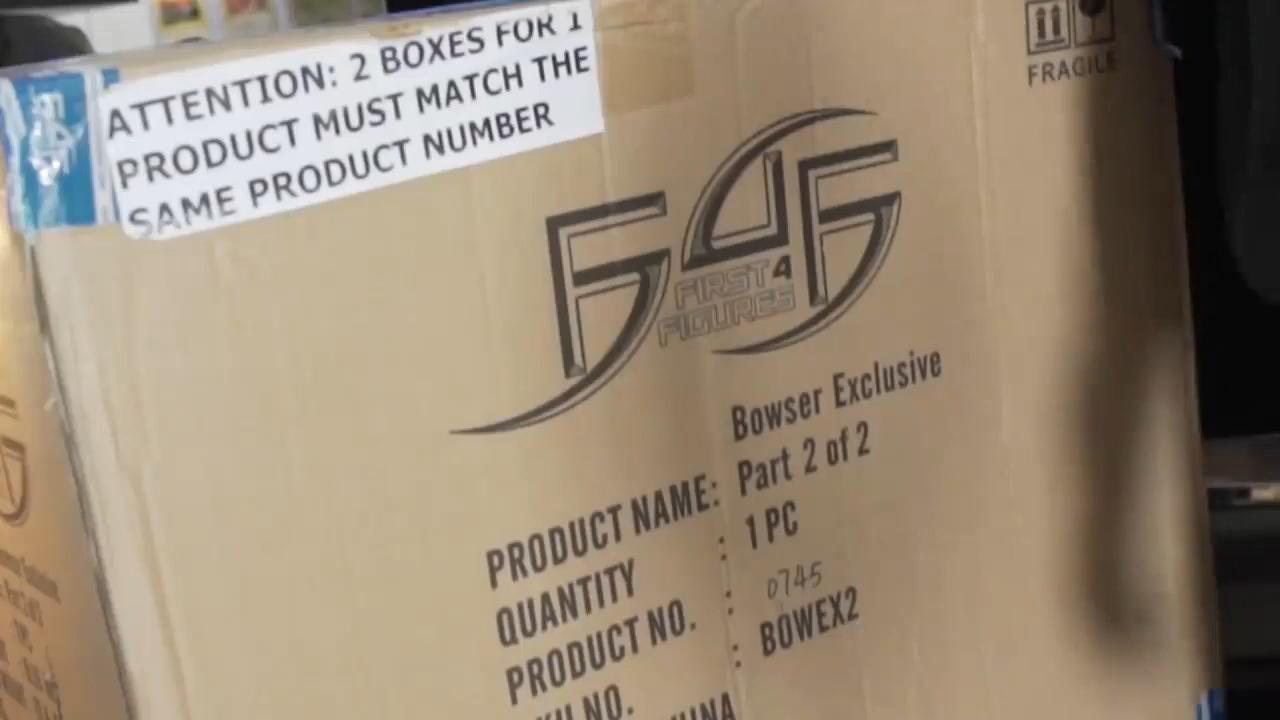 ATTENTION: 2 BOXES FOR 1
PRODUCT MUST MATCH THE
SAME PRODUCT NUMBER
FRAGILE
F4F
FIRST 4
FIGURES
PRODUCT NAME: Bowser Exclusive
Part 2 of 2
QUANTITY : 1 PC
PRODUCT NO. : 0745
NO. : BOWEX2